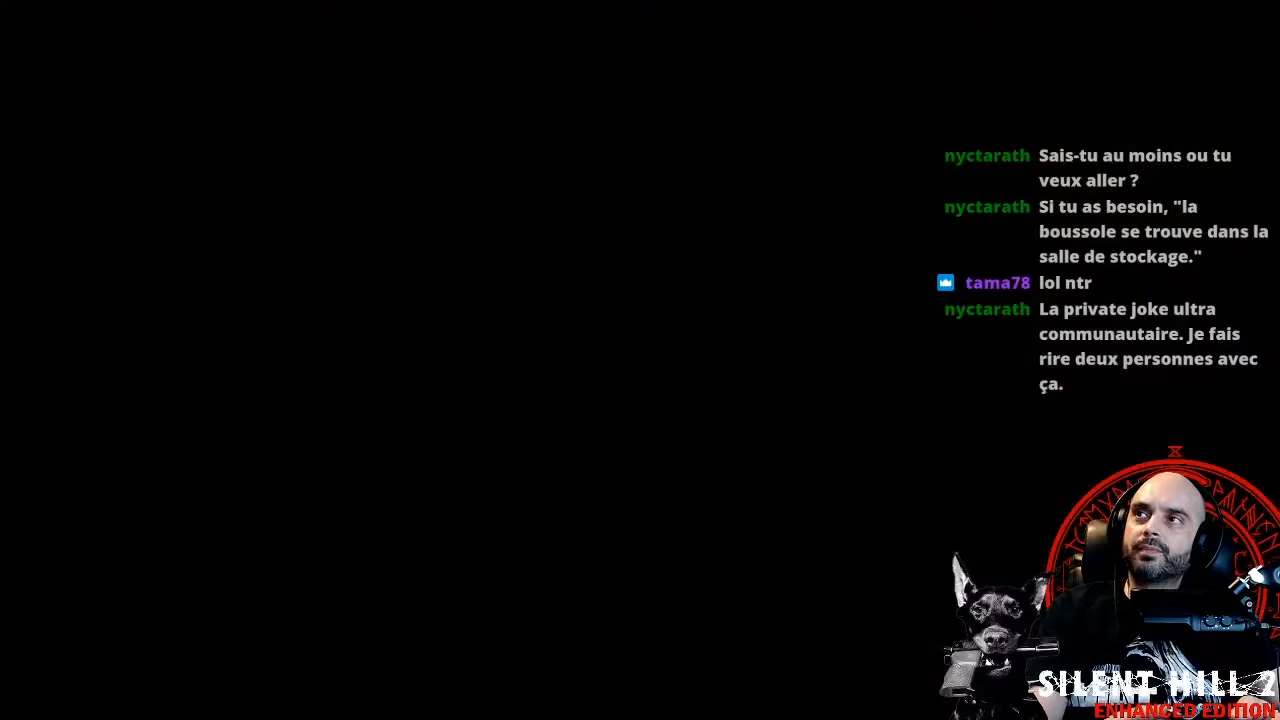 nyctarath Sais-tu au moins ou tu
veux aller ?
nyctarath Si tu as besoin, "la
boussole se trouve dans la
salle de stockage."
tama78 lol ntr
nyctarath La private joke ultra
communautaire. Je fais
rire deux personnes avec
ça.
SILENT HILL 2
ENHANCED EDITION